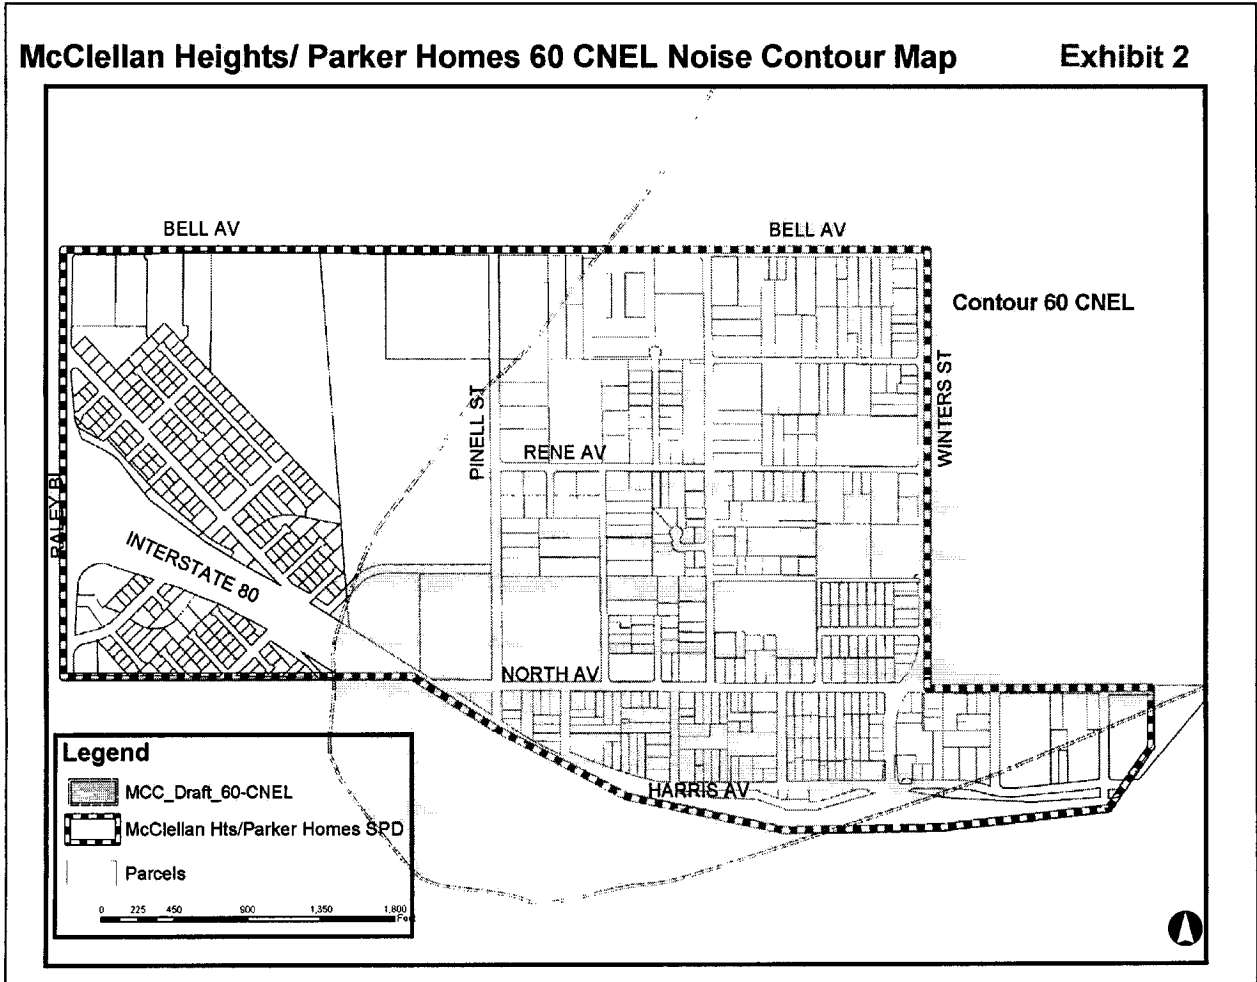 McClellan Heights/ Parker Homes 60 CNEL Noise Contour Map
Exhibit 2
BELL AV
BELL AV
Contour 60 CNEL
PINELL ST
WINTERS ST
RENE AV
RALEY BL
INTERSTATE 80
NORTH AV
HARRIS AV
Legend
MCC_Draft_60-CNEL
McClellan Hts/Parker Homes SPD
Parcels
0 225 450 900 1,350 1,800
Feet